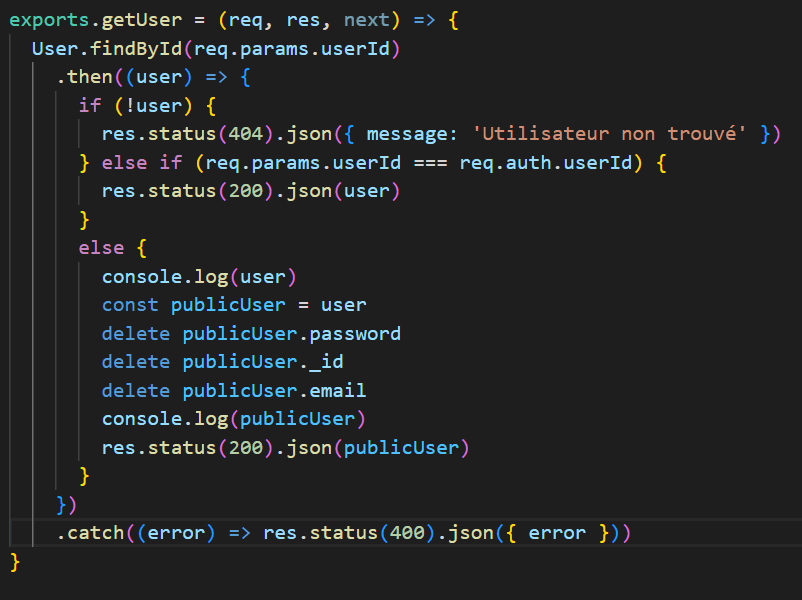 exports.getUser = (req, res, next) => {
  User.findById(req.params.userId)
    .then((user) => {
      if (!user) {
        res.status(404).json({ message: 'Utilisateur non trouvé' })
      } else if (req.params.userId === req.auth.userId) {
        res.status(200).json(user)
      }
      else {
        console.log(user)
        const publicUser = user
        delete publicUser.password
        delete publicUser._id
        delete publicUser.email
        console.log(publicUser)
        res.status(200).json(publicUser)
      }
    })
    .catch((error) => res.status(400).json({ error }))
}